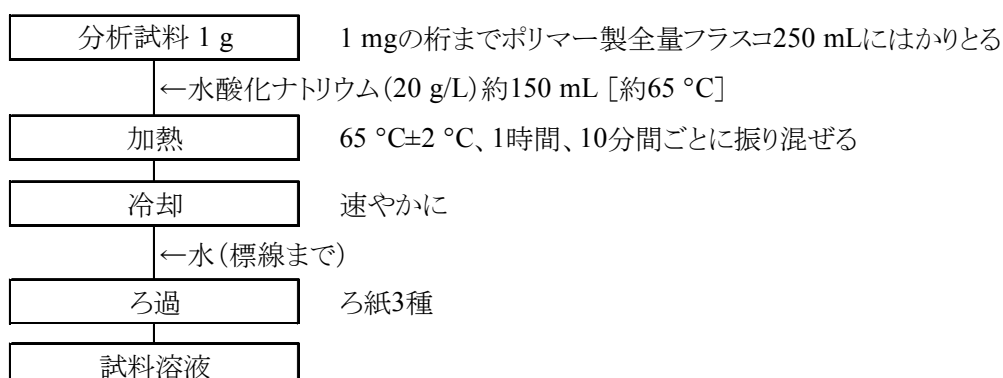 分析試料 1 g 1 mgの桁までポリマー製全量フラスコ250 mLにはかりとる
←水酸化ナトリウム(20 g/L)約150 mL [約65 °C]
加熱 65 °C±2 °C、1時間、10分間ごとに振り混ぜる
冷却 速やかに
←水(標線まで)
ろ過 ろ紙3種
試料溶液